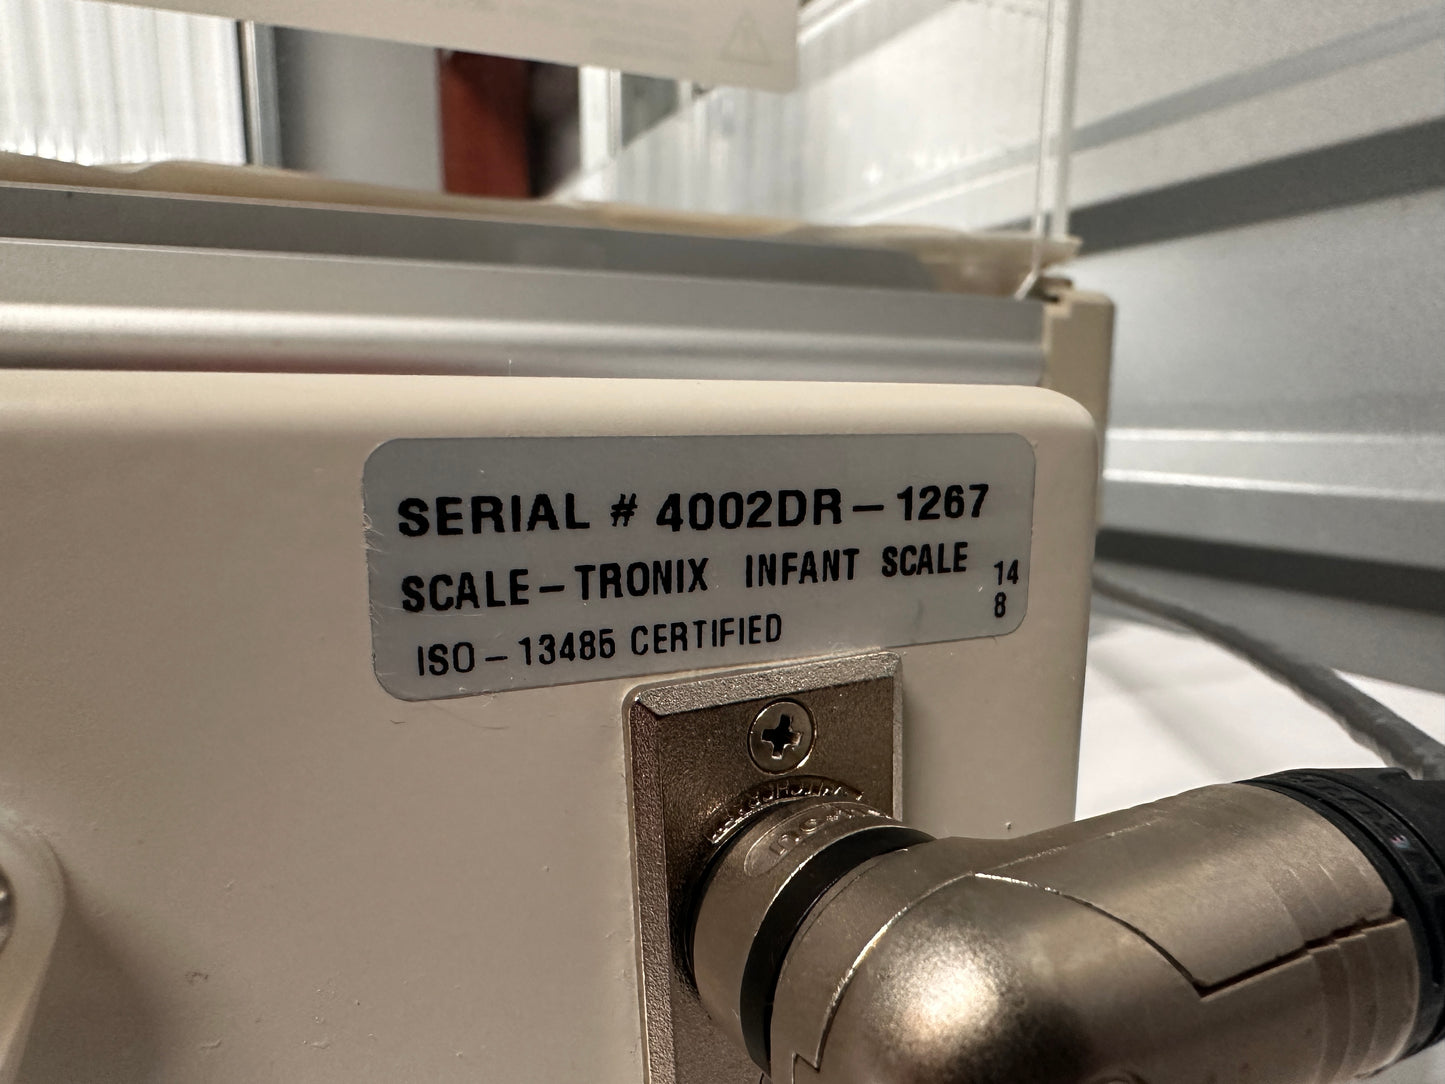 SERIAL # 4002DR-1267
SCALE-TRONIX INFANT SCALE 14
8
ISO-13485 CERTIFIED